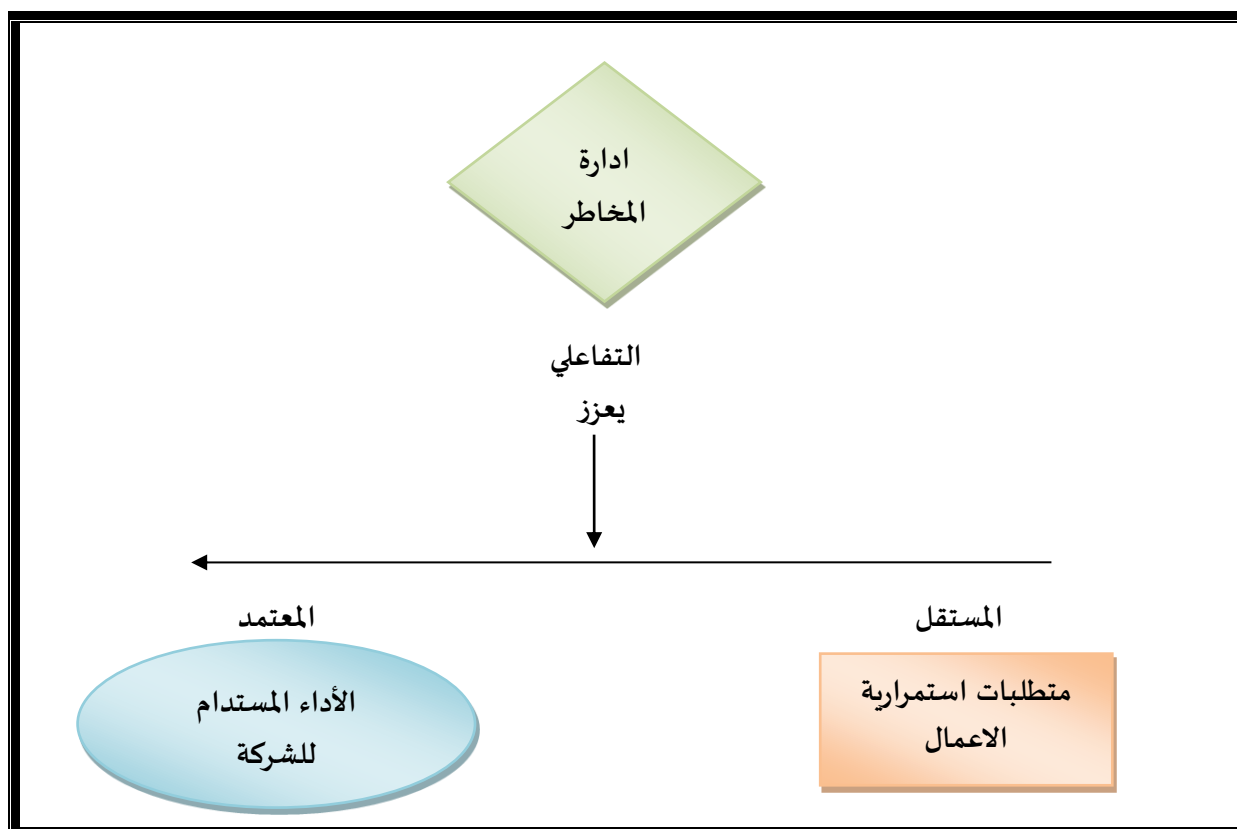 ادارة
المخاطر
التفاعلي
يعزز
المستقل
المعتمد
متطلبات استمرارية
الاعمال
الأداء المستدام
للشركة